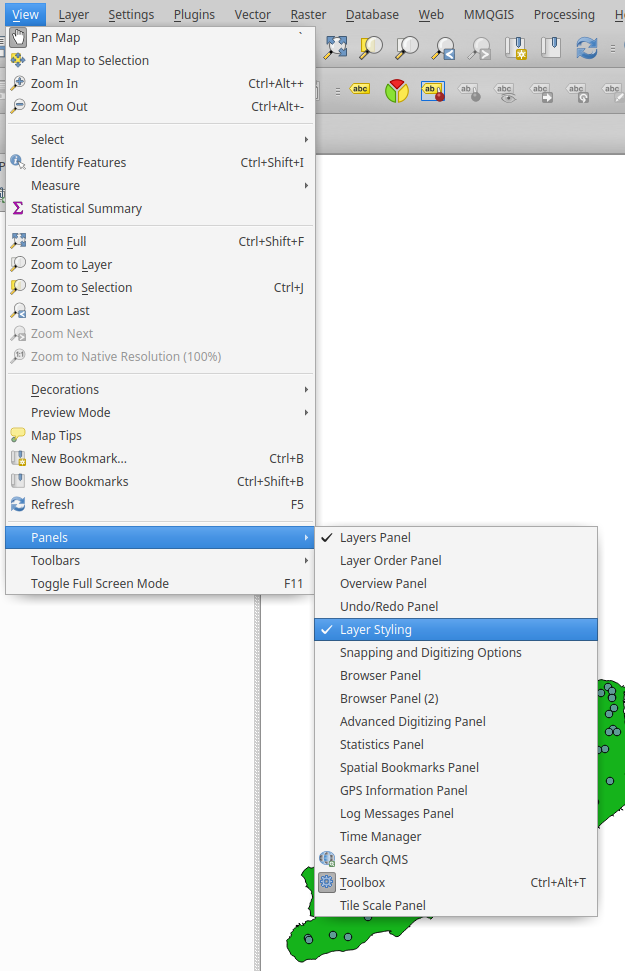 View Layer Settings Plugins Vector Raster Database Web MMQGIS Processing
Pan Map `
Pan Map to Selection
Zoom In Ctrl+Alt++
Zoom Out Ctrl+Alt+-
Select
Identify Features Ctrl+Shift+I
Measure
Statistical Summary
Zoom Full Ctrl+Shift+F
Zoom to Layer
Zoom to Selection Ctrl+J
Zoom Last
Zoom Next
Zoom to Native Resolution (100%)
Decorations
Preview Mode
Map Tips
New Bookmark... Ctrl+B
Show Bookmarks Ctrl+Shift+B
Refresh F5
Panels
Toolbars
Toggle Full Screen Mode F11
Layers Panel
Layer Order Panel
Overview Panel
Undo/Redo Panel
Layer Styling
Snapping and Digitizing Options
Browser Panel
Browser Panel (2)
Advanced Digitizing Panel
Statistics Panel
Spatial Bookmarks Panel
GPS Information Panel
Log Messages Panel
Time Manager
Search QMS
Toolbox Ctrl+Alt+T
Tile Scale Panel